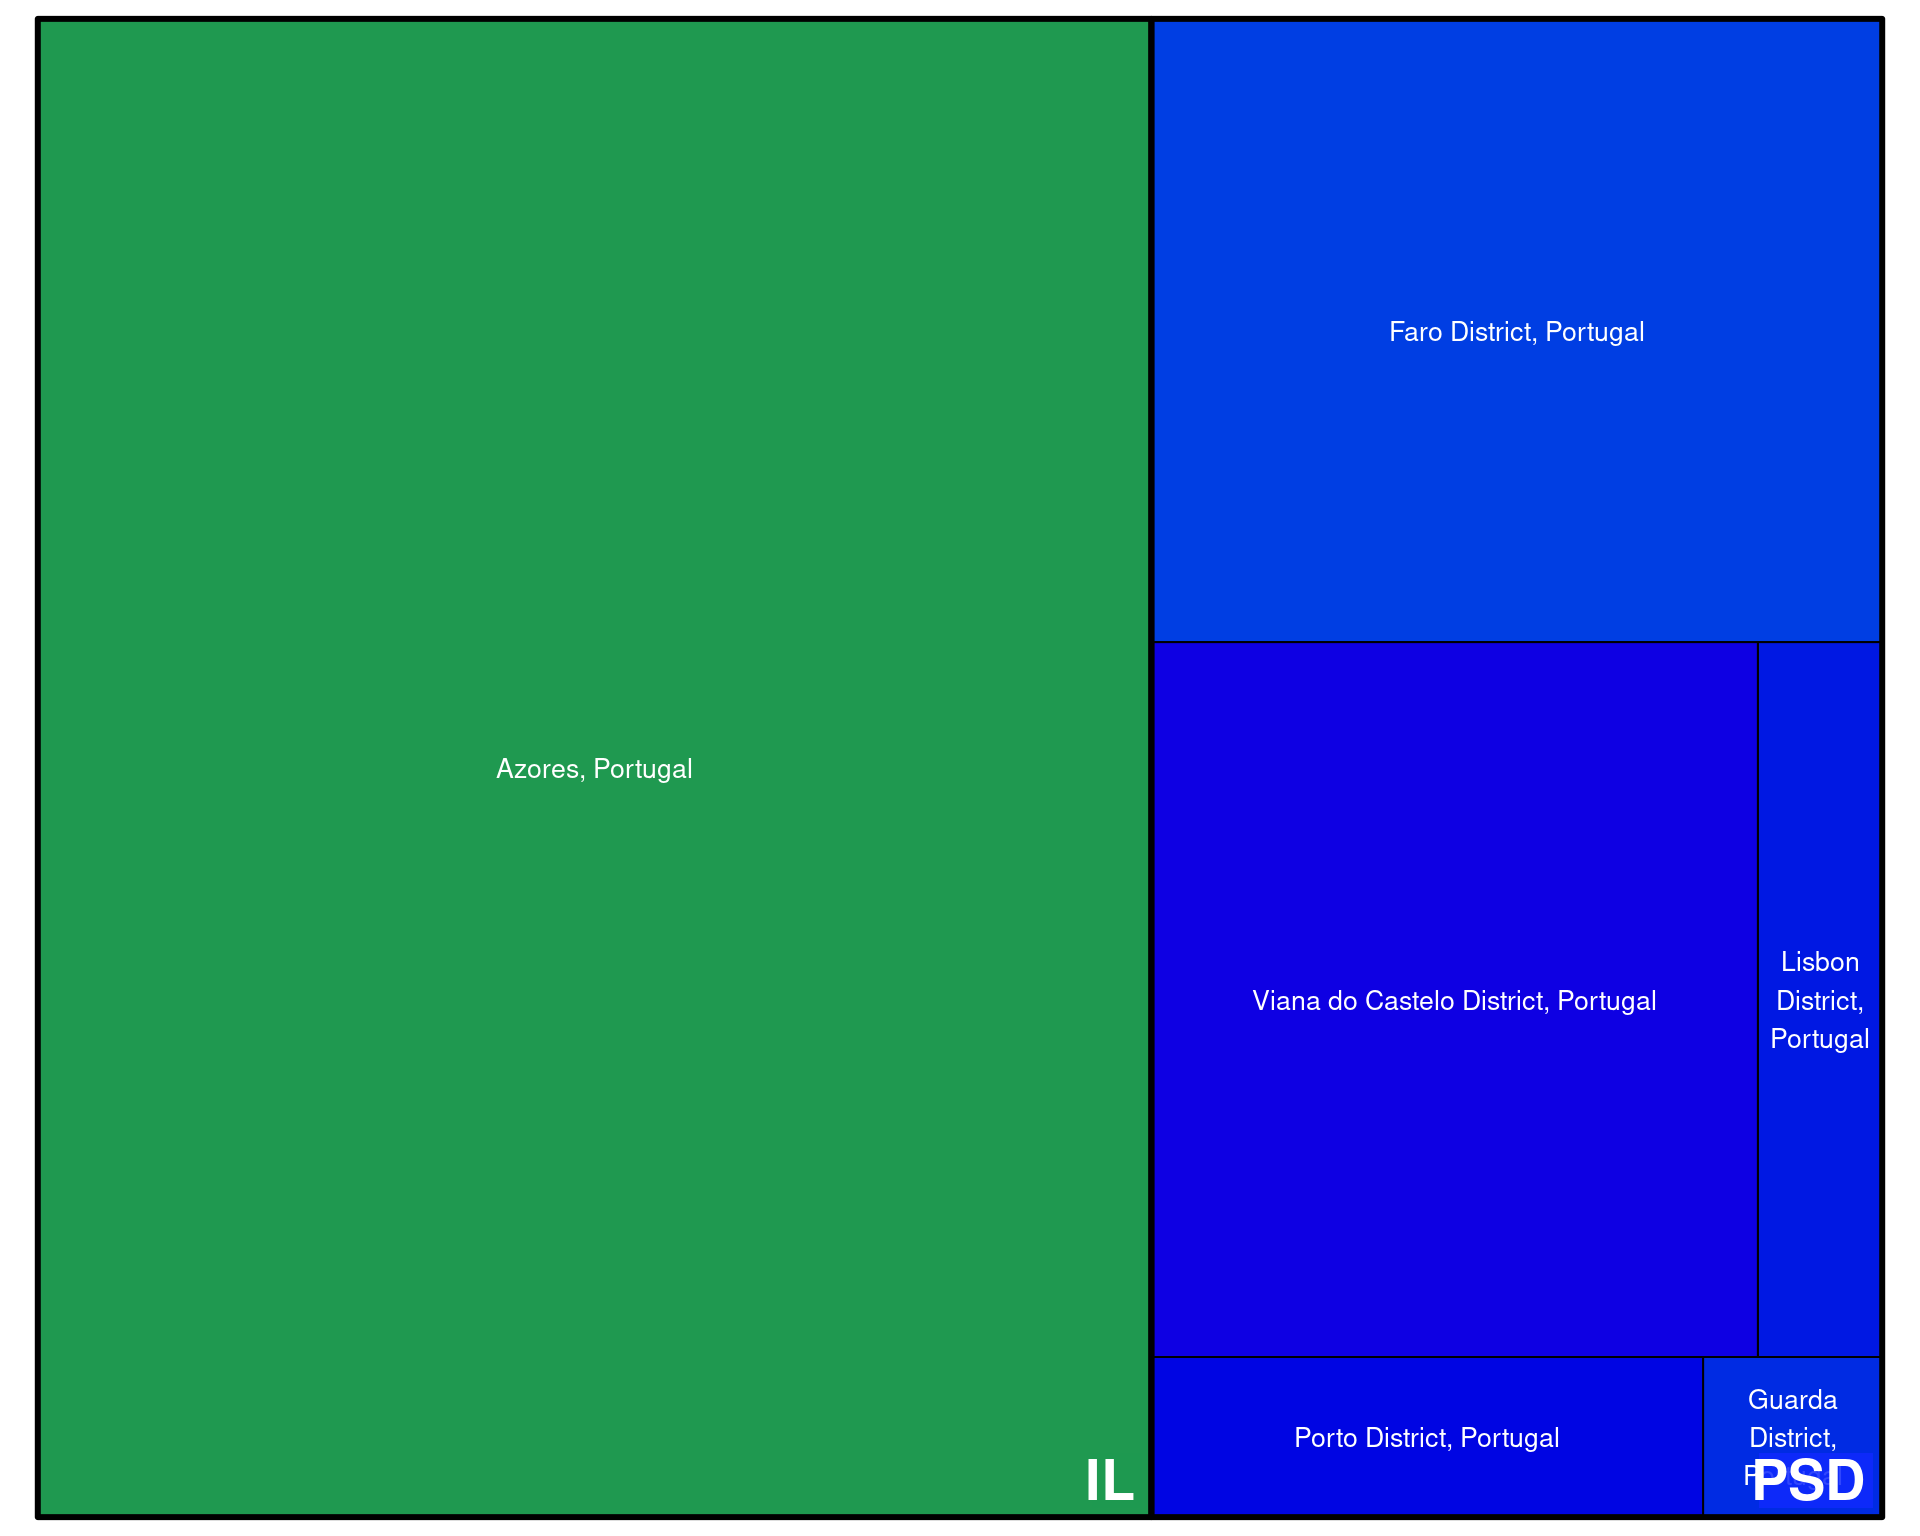 Azores, Portugal
IL
Faro District, Portugal
Viana do Castelo District, Portugal
Lisbon
District,
Portugal
Porto District, Portugal
Guarda
District,
PSD